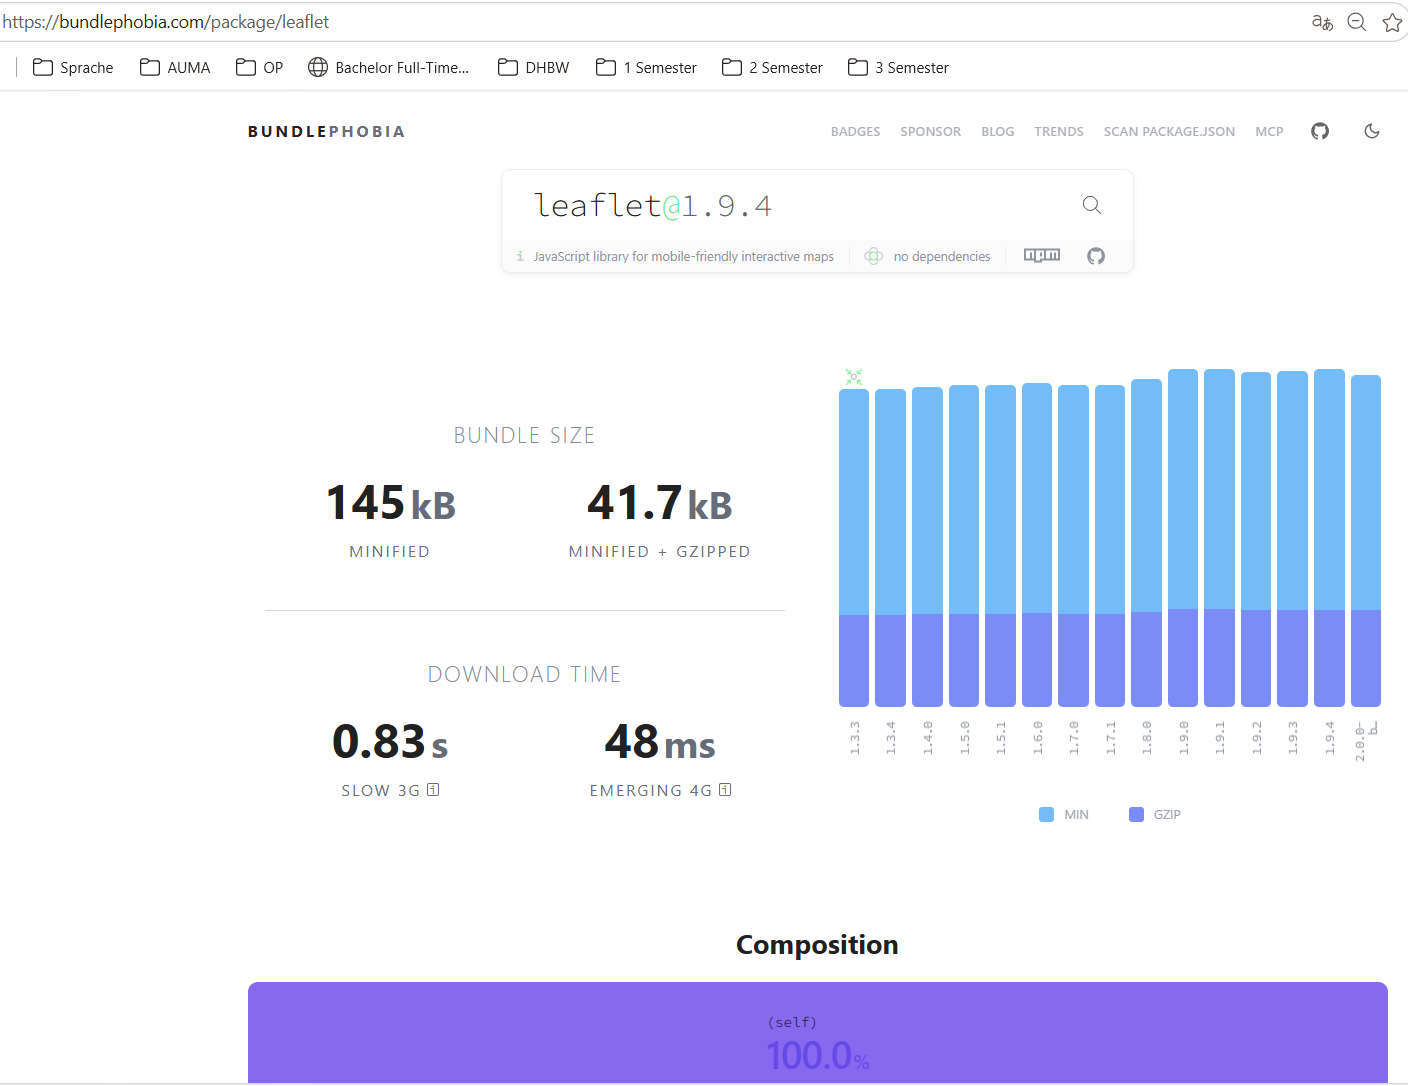 https://bundlephobia.com/package/leaflet
Sprache AUMA OP Bachelor Full-Time... DHBW 1 Semester 2 Semester 3 Semester
BUNDLEPHOBIA BADGES SPONSOR BLOG TRENDS SCAN PACKAGE.JSON MCP
leaflet@1.9.4
JavaScript library for mobile-friendly interactive maps no dependencies npm
BUNDLE SIZE
145 kB 41.7 kB
MINIFIED MINIFIED + GZIPPED
DOWNLOAD TIME
0.83 s 48 ms
SLOW 3G EMERGING 4G
1.3.3 1.3.4 1.4.0 1.5.0 1.5.1 1.6.0 1.7.0 1.7.1 1.8.0 1.9.0 1.9.1 1.9.2 1.9.3 1.9.4 2.0.0-b…
MIN GZIP
Composition
(self)
100.0%